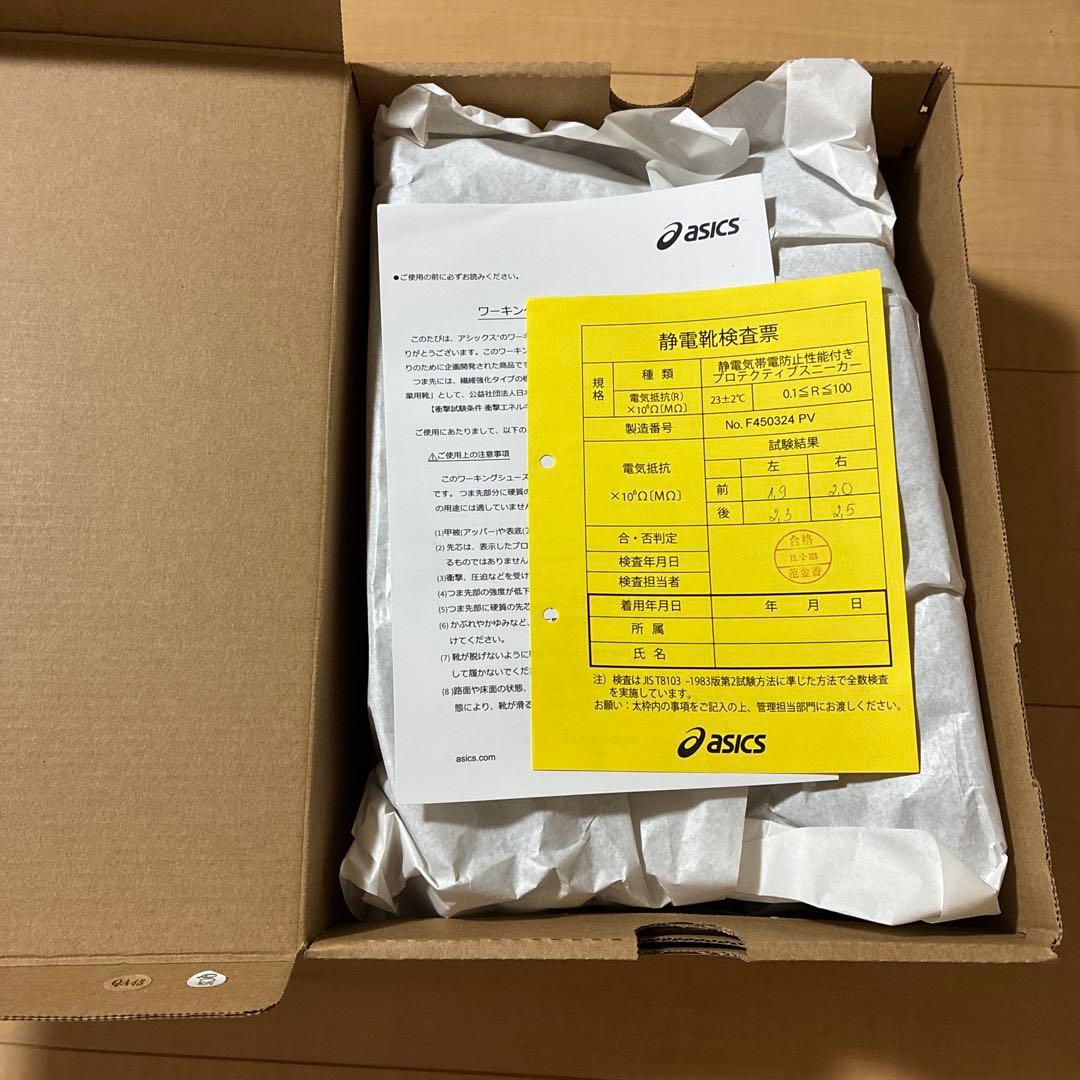 asics
●ご使用の前に必ずお読みください。
ワーキング
このたびは、アシックス®のワー
りがとうございます。このワーキン
りのために企画開発された商品です
つま先には、繊維強化タイプの
業用靴」として、公益社団法人日
【衝撃試験条件 衝撃エネルギ
ご使用にあたりまして、以下の
⚠ご使用上の注意事項
このワーキングシューズ
です。つま先部分に硬質の
の用途には適していません
(1)甲被(アッパー)や表底(
(2)先芯は、表示したプロ
るものではありません
(3)衝撃、圧迫などを受け
(4)つま先部の強度が低下
(5)つま先部に硬質の先芯
(6)かぶれやかゆみなど、
けてください。
(7)靴が脱げないように
して履かないでくだ
(8)路面や床面の状態、
態により、靴が滑る
asics.com
静電靴検査票
規格
種類
静電気帯電防止性能付き
プロテクティブスニーカー
電気抵抗(R)
×10⁶Ω〔MΩ〕
23±2℃
0.1≦R≦100
製造番号
No. F450324 PV
電気抵抗
×10⁶Ω〔MΩ〕
試験結果
左 右
前 1.9 2.0
後 2.3 2.5
合・否判定
検査年月日
検査担当者
合格
范金香
着用年月日 年 月 日
所属
氏名
注）検査は JIS T8103 -1983版第2試験方法に準じた方法で全数検査
を実施しています。
お願い：太枠内の事項をご記入の上、管理担当部門にお渡しください。
asics
QA15